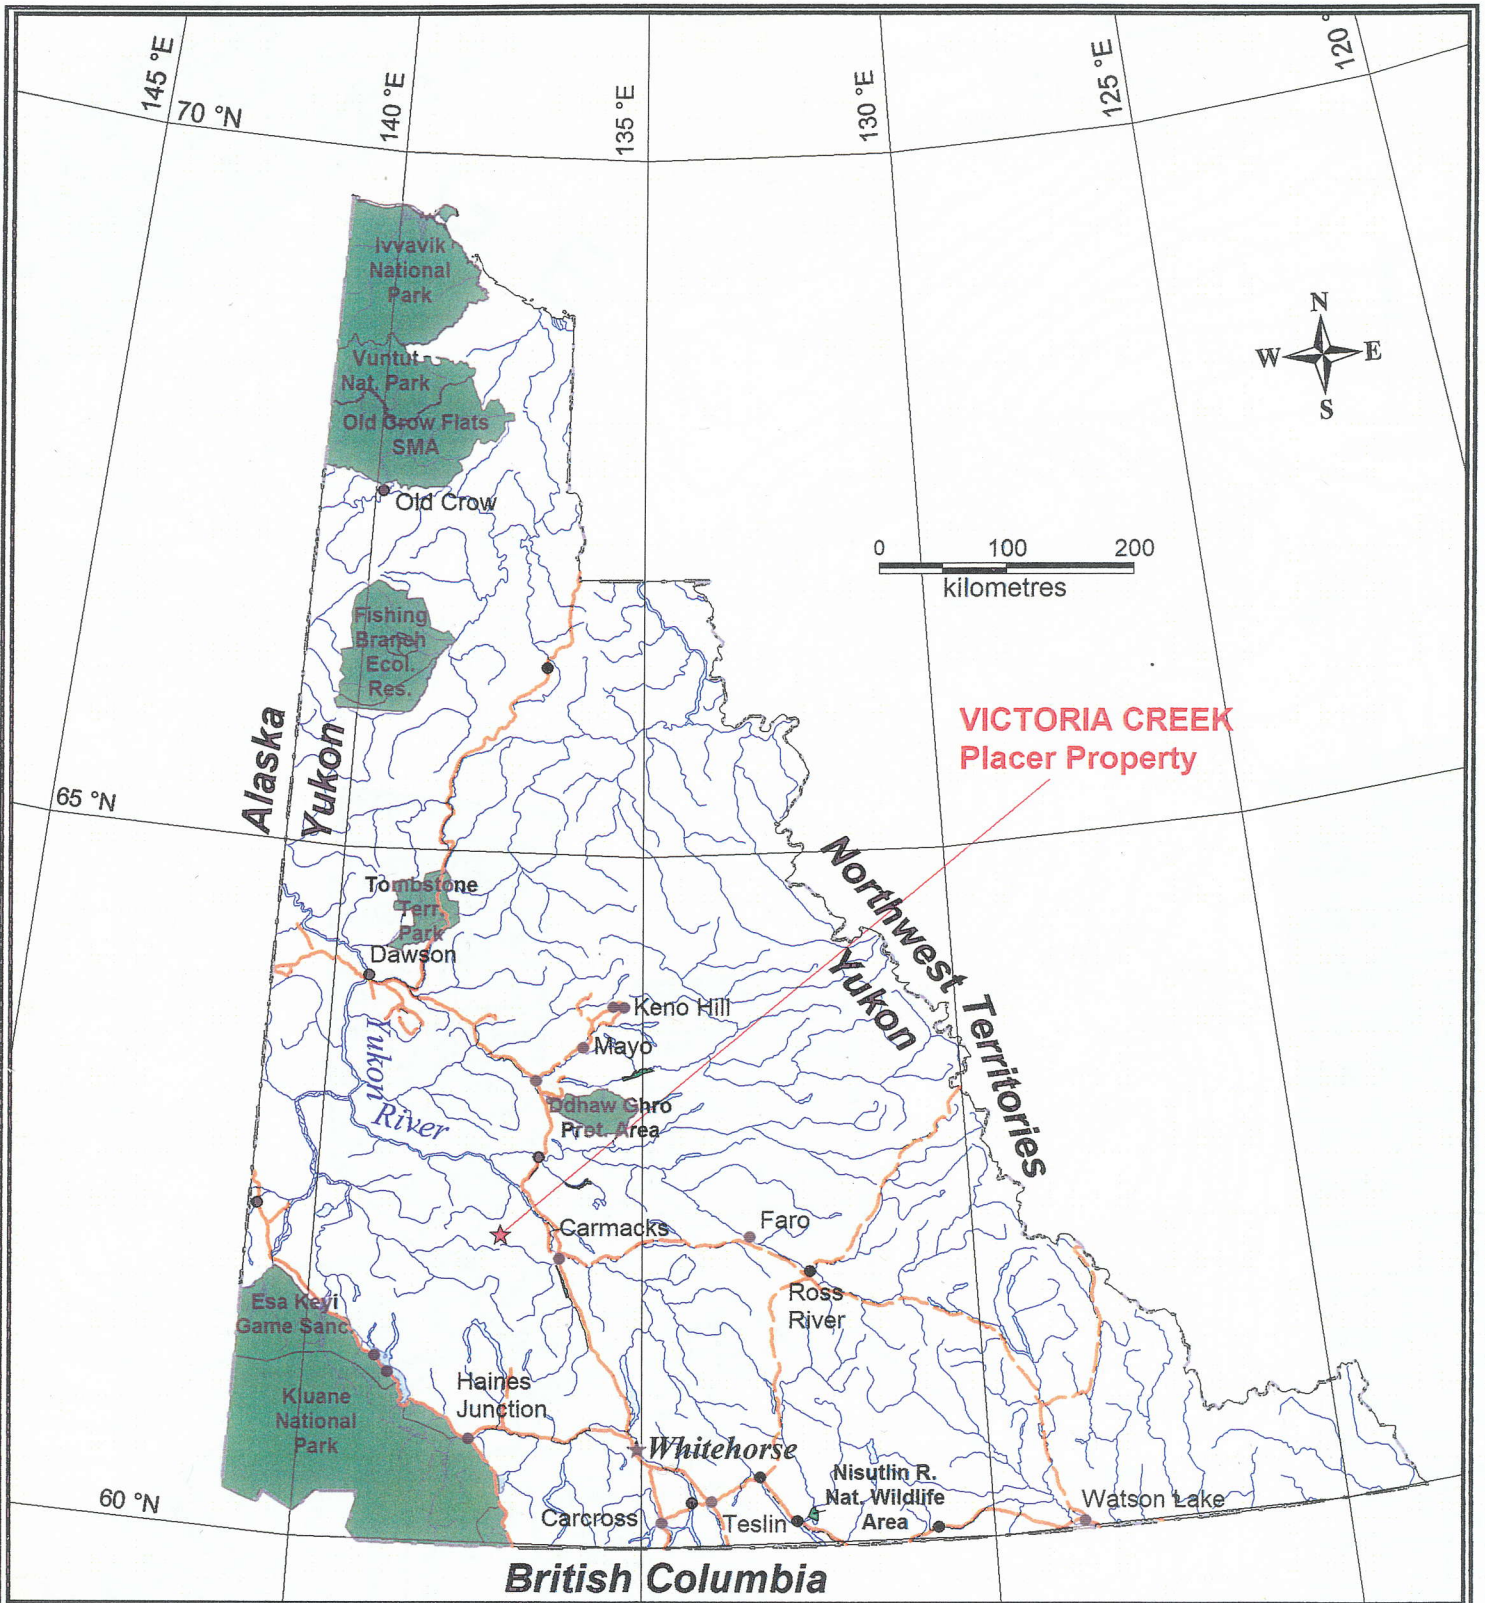 145 °E
140 °E
135 °E
130 °E
125 °E
120 °
70 °N
Ivvavik
National
Park
N
W E
S
Vuntut
Nat. Park
Old Crow Flats
SMA
Old Crow
0 100 200
kilometres
Fishing
Branch
Ecol.
Res.
Alaska
Yukon
VICTORIA CREEK
Placer Property
65 °N
Northwest Territories
Yukon
Tombstone
Terr.
Park
Dawson
Keno Hill
Mayo
Yukon
River
Ddhaw Ghro
Prot. Area
Carmacks
Faro
Ross
River
Esa Keyi
Game Sanc.
Kluane
National
Park
Haines
Junction
Whitehorse
Nisutlin R.
Nat. Wildlife
Area
Watson Lake
60 °N
Carcross
Teslin
British Columbia